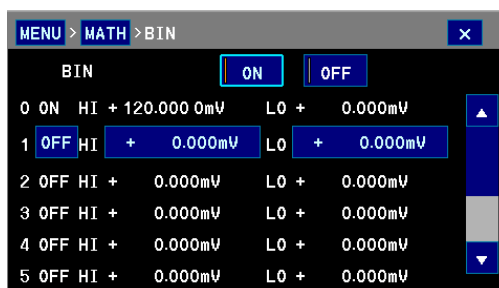 MENU > MATH >BIN ×
BIN ON OFF
0 ON HI + 120.000 0mV LO + 0.000mV
1 OFF HI + 0.000mV LO + 0.000mV
2 OFF HI + 0.000mV LO + 0.000mV
3 OFF HI + 0.000mV LO + 0.000mV
4 OFF HI + 0.000mV LO + 0.000mV
5 OFF HI + 0.000mV LO + 0.000mV